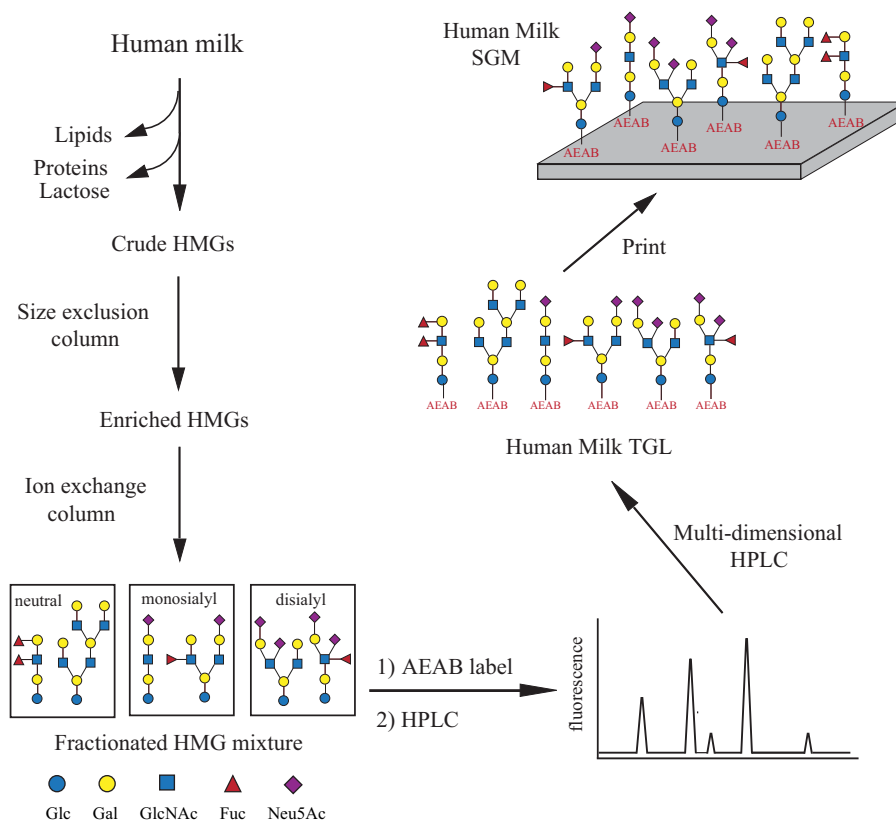 Human milk
Lipids
Proteins
Lactose
Crude HMGs
Size exclusion
column
Enriched HMGs
Ion exchange
column
neutral
monosialyl
disialyl
Fractionated HMG mixture
Glc
Gal
GlcNAc
Fuc
Neu5Ac
1) AEAB label
2) HPLC
fluorescence
Multi-dimensional
HPLC
Human Milk TGL
AEAB
AEAB
AEAB
AEAB
AEAB
AEAB
Print
Human Milk
SGM
AEAB
AEAB
AEAB
AEAB
AEAB
AEAB